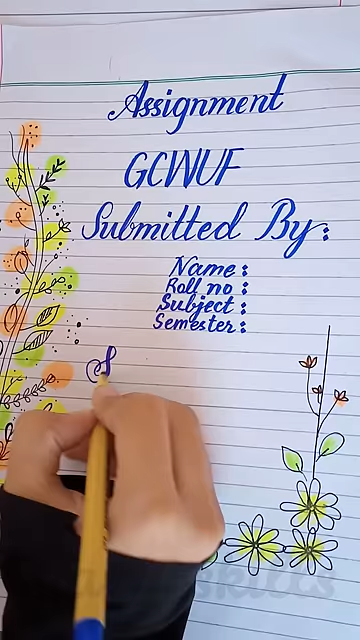 Assignment
GCWUF
Submitted By:
Name:
Roll no:
Subject:
Semester:
S